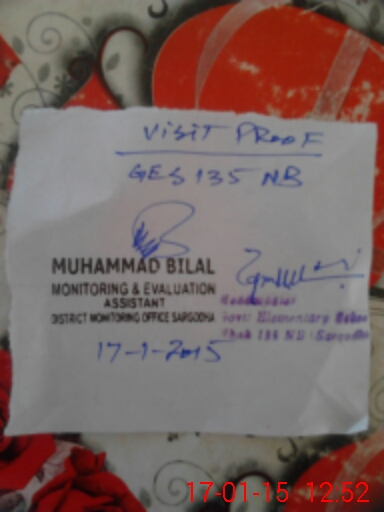 VISIT PROOF
GES 135 NB
MUHAMMAD BILAL
MONITORING & EVALUATION
ASSISTANT
DISTRICT MONITORING OFFICE SARGODHA
17-1-2015
Headmaster
Govt: Elementary
Chak 135 NB (Sargodha
17-01-15 12.52